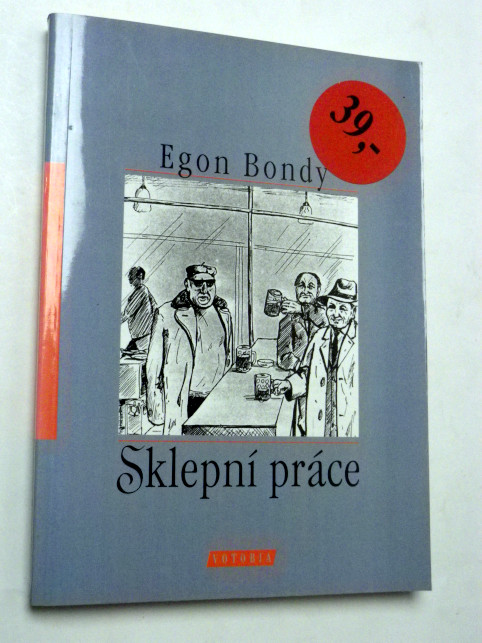 39,-
Egon Bondy
Sklepní práce
VOTOBIA